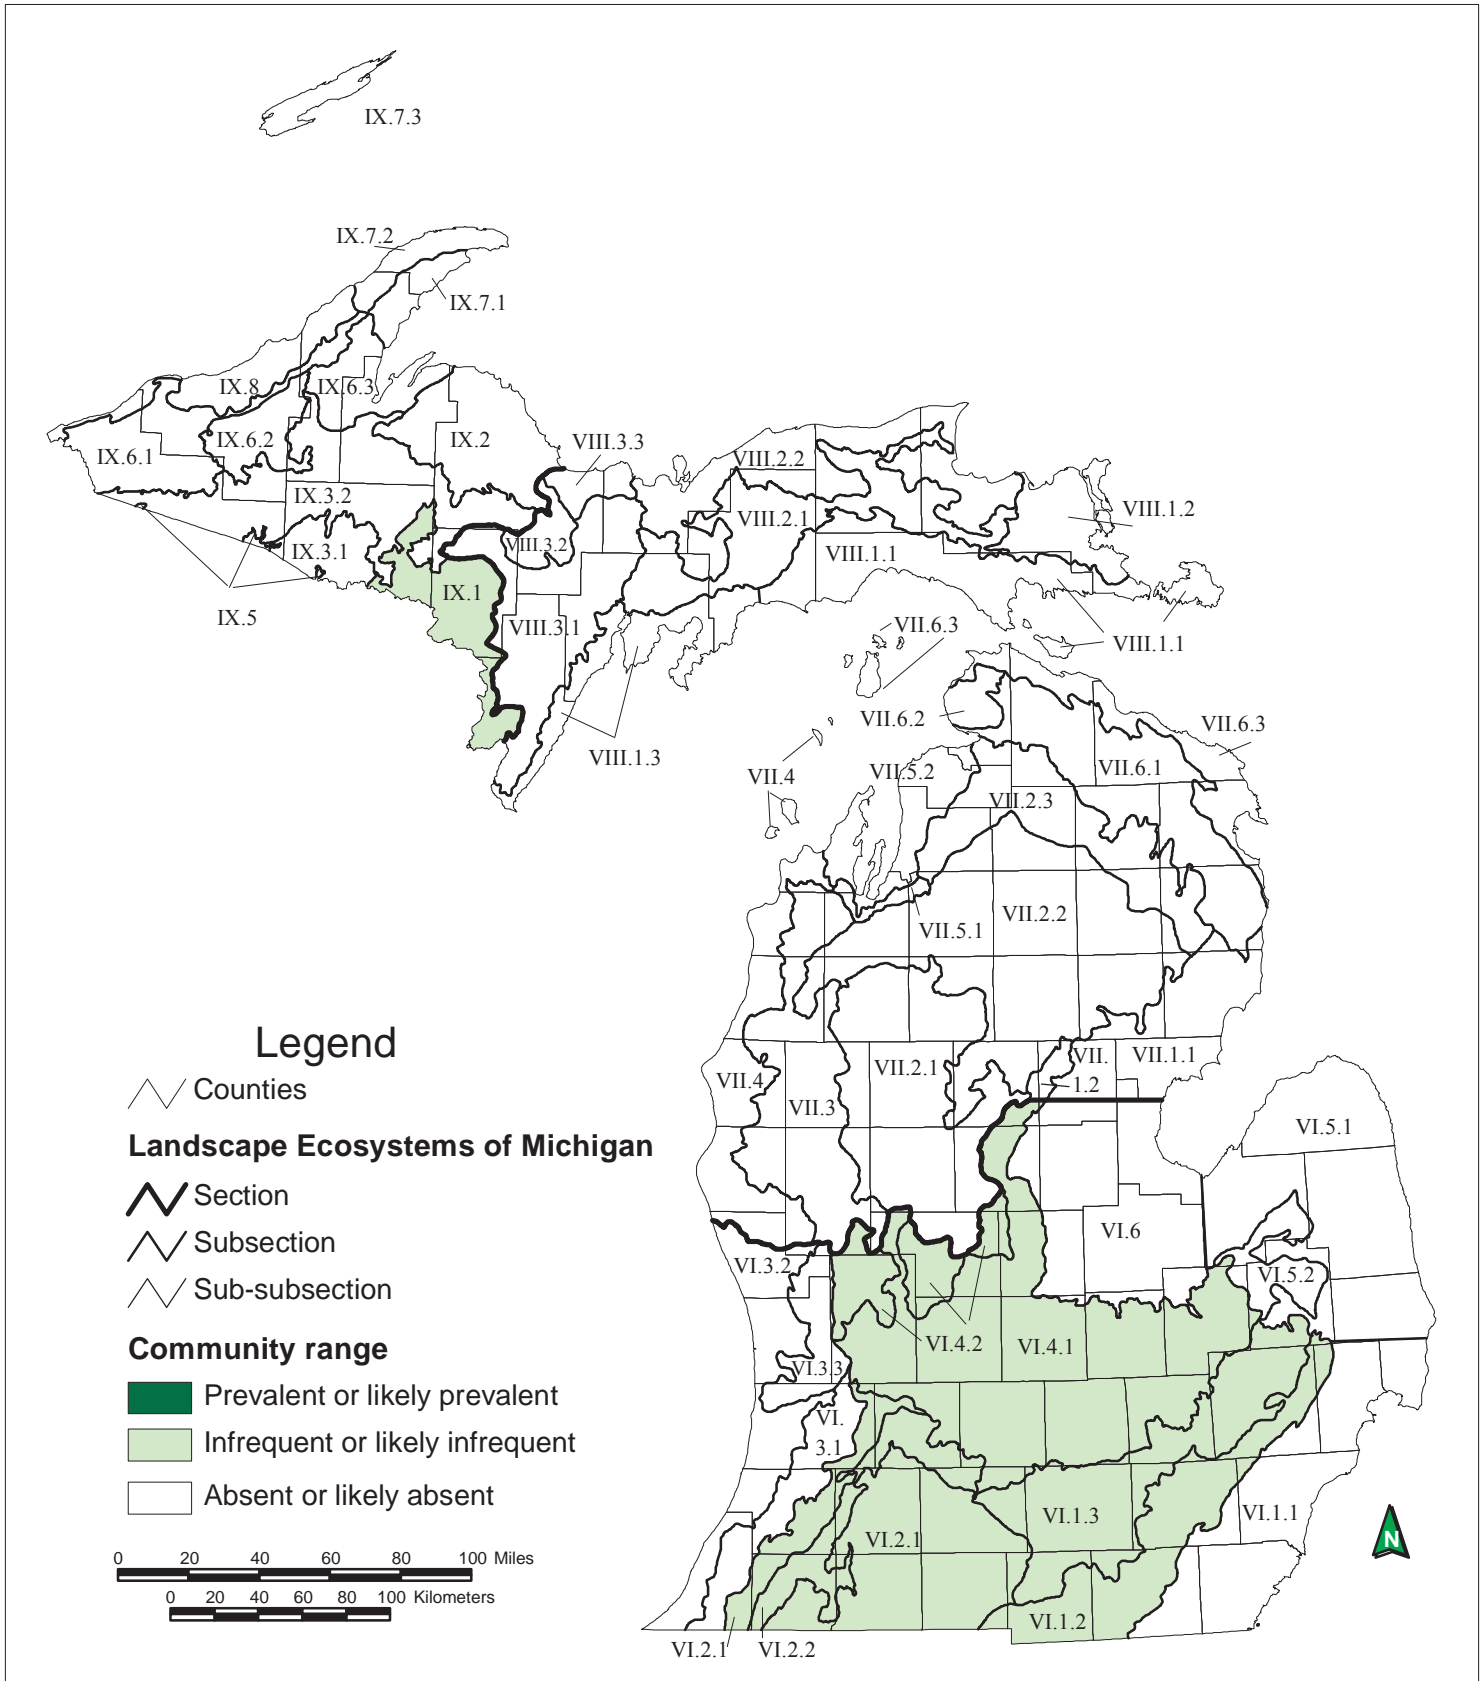 IX.7.3
IX.7.2
IX.7.1
IX.8
IX.6.3
IX.6.2
IX.6.1
IX.2
VIII.3.3
VIII.2.2
VIII.2.1
VIII.1.2
IX.3.2
IX.3.1
VIII.3.2
VIII.1.1
IX.1
IX.5
VIII.3.1
VII.6.3
VIII.1.1
VII.6.2
VII.6.3
VIII.1.3
VII.4
VII.5.2
VII.6.1
VII.2.3
VII.5.1
VII.2.2
VII.4
VII.3
VII.2.1
VII.
1.2
VII.1.1
VI.5.1
VI.6
VI.3.2
VI.5.2
VI.4.2
VI.4.1
VI.3.3
VI.
3.1
VI.2.1
VI.1.3
VI.1.1
VI.1.2
VI.2.1
VI.2.2
Legend
Counties
Landscape Ecosystems of Michigan
Section
Subsection
Sub-subsection
Community range
Prevalent or likely prevalent
Infrequent or likely infrequent
Absent or likely absent
0 20 40 60 80 100 Miles
0 20 40 60 80 100 Kilometers
N